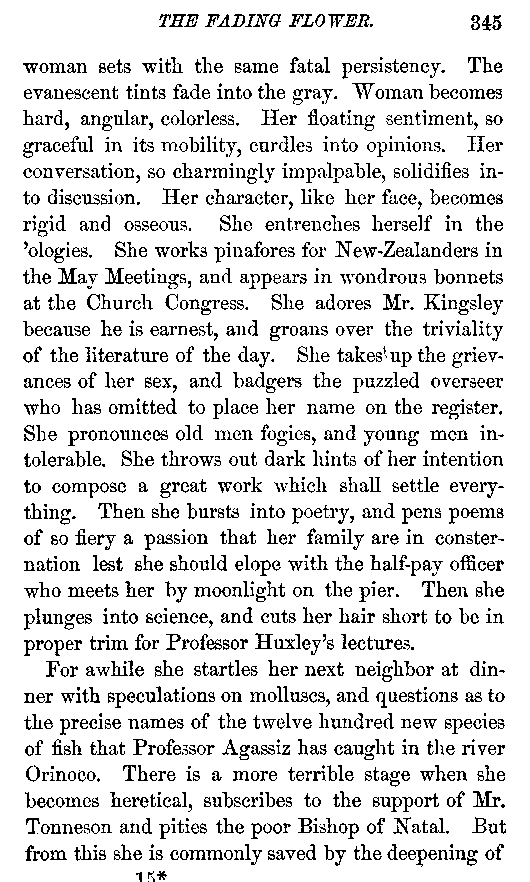 THE FADING FLOWER. 345
woman sets with the same fatal persistency. The
evanescent tints fade into the gray. Woman becomes
hard, angular, colorless. Her floating sentiment, so
graceful in its mobility, curdles into opinions. Her
conversation, so charmingly impalpable, solidifies in-
to discussion. Her character, like her face, becomes
rigid and osseous. She entrenches herself in the
'ologies. She works pinafores for New-Zealanders in
the May Meetings, and appears in wondrous bonnets
at the Church Congress. She adores Mr. Kingsley
because he is earnest, and groans over the triviality
of the literature of the day. She takes up the griev-
ances of her sex, and badgers the puzzled overseer
who has omitted to place her name on the register.
She pronounces old men fogies, and young men in-
tolerable. She throws out dark hints of her intention
to compose a great work which shall settle every-
thing. Then she bursts into poetry, and pens poems
of so fiery a passion that her family are in conster-
nation lest she should elope with the half-pay officer
who meets her by moonlight on the pier. Then she
plunges into science, and cuts her hair short to be in
proper trim for Professor Huxley's lectures.
For awhile she startles her next neighbor at din-
ner with speculations on molluscs, and questions as to
the precise names of the twelve hundred new species
of fish that Professor Agassiz has caught in the river
Orinoco. There is a more terrible stage when she
becomes heretical, subscribes to the support of Mr.
Tonneson and pities the poor Bishop of Natal. But
from this she is commonly saved by the deepening of
15*